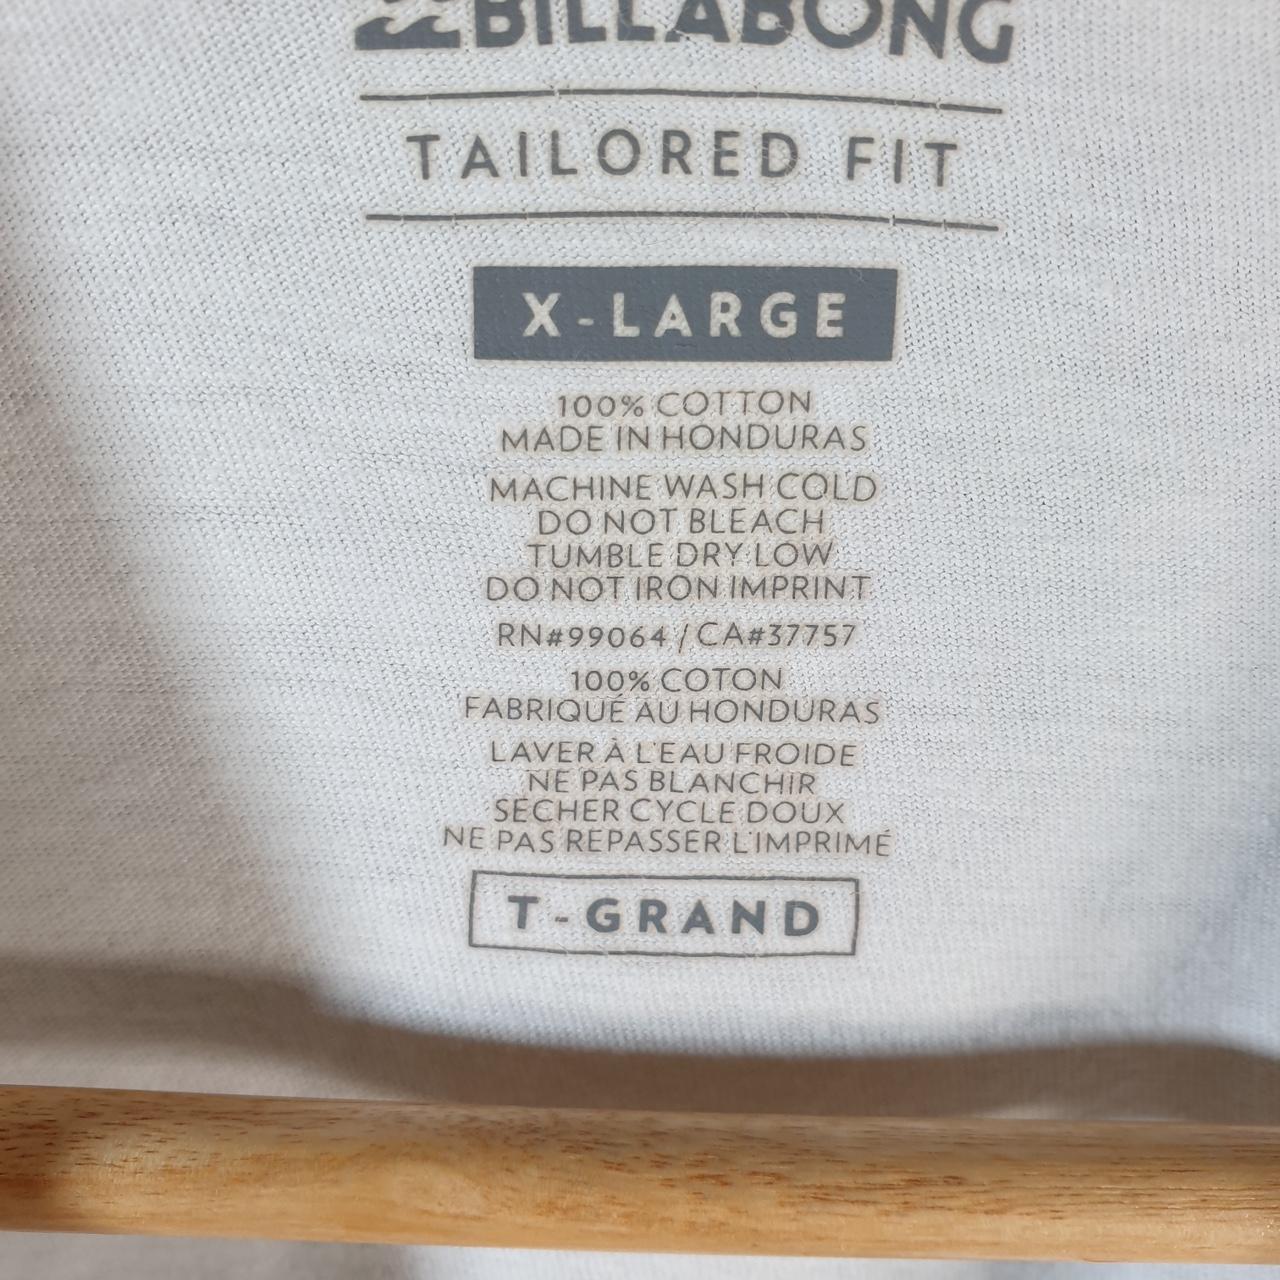 BILLABONG
TAILORED FIT
X-LARGE
100% COTTON
MADE IN HONDURAS
MACHINE WASH COLD
DO NOT BLEACH
TUMBLE DRY LOW
DO NOT IRON IMPRINT
RN#99064 / CA#37757
100% COTON
FABRIQUÉ AU HONDURAS
LAVER À L'EAU FROIDE
NE PAS BLANCHIR
SÉCHER CYCLE DOUX
NE PAS REPASSER L'IMPRIMÉ
T-GRAND